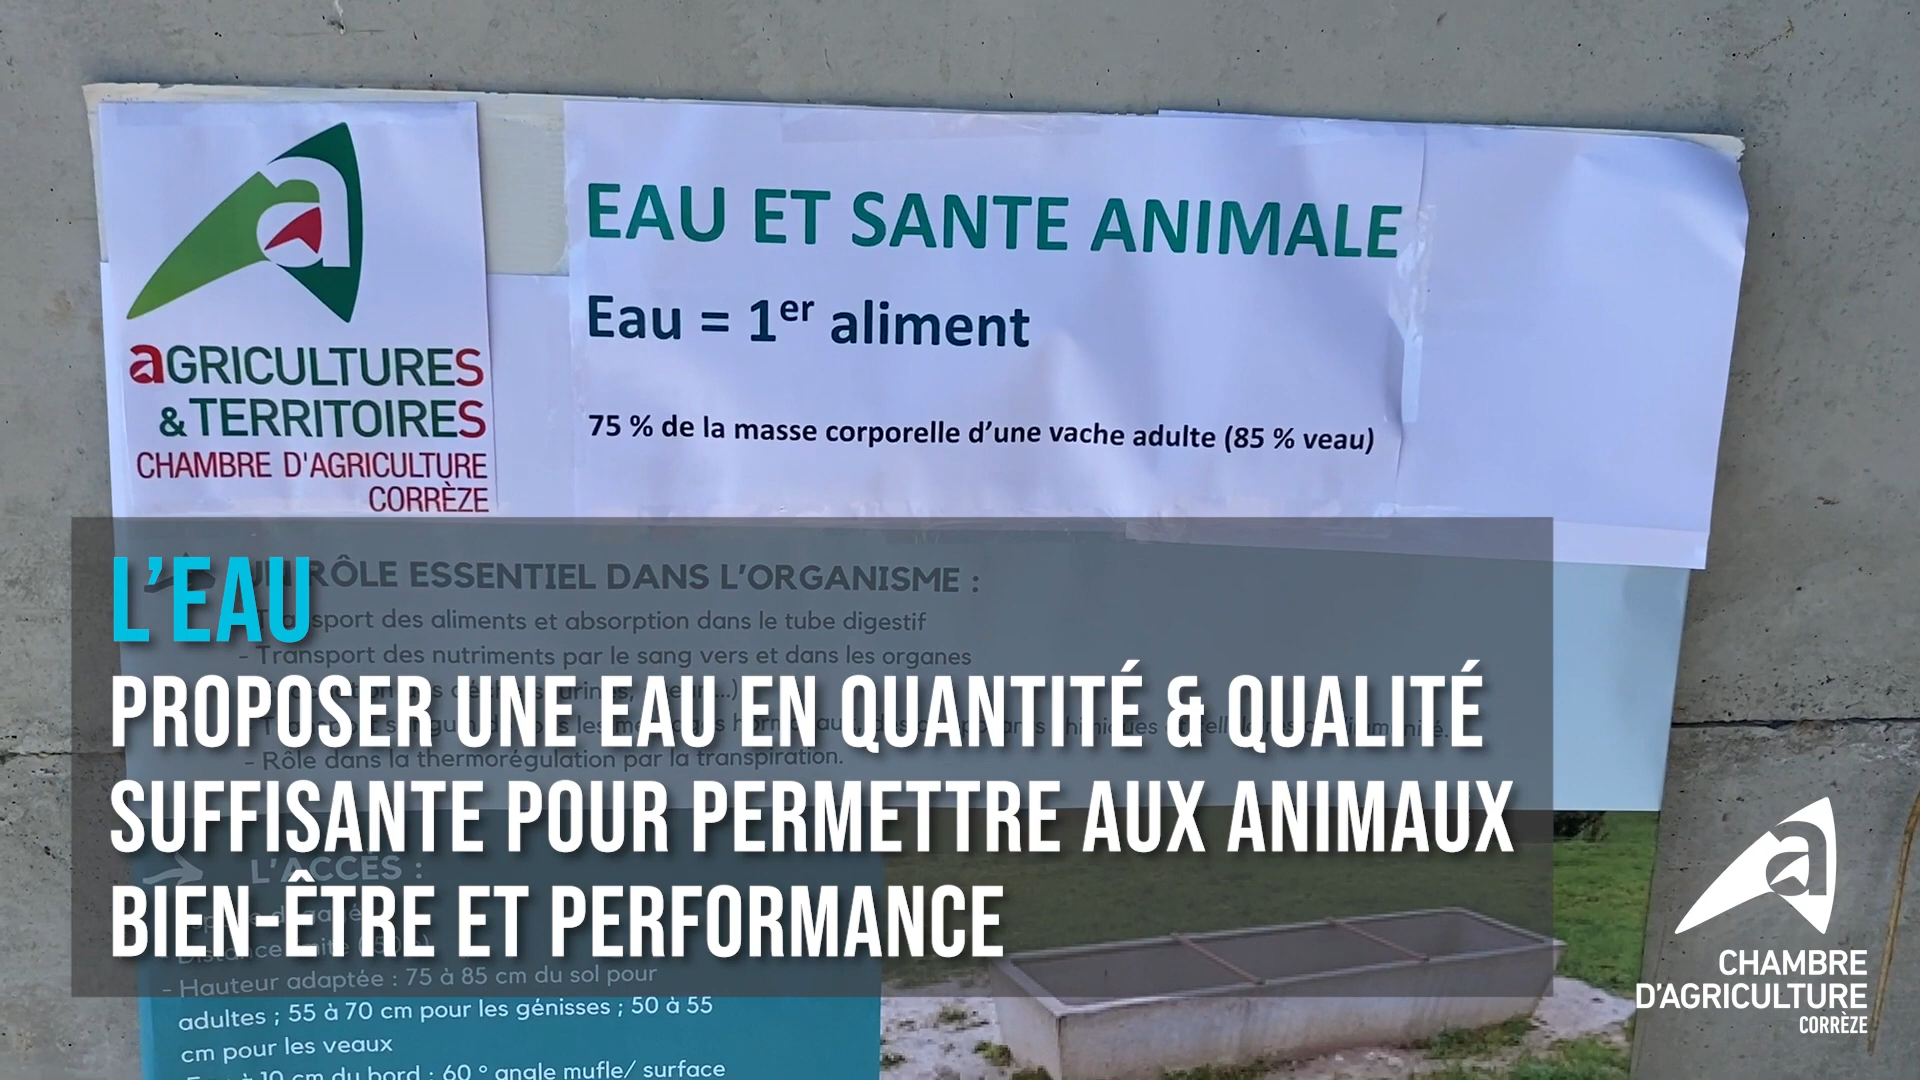 aGRICULTURES
& TERRITOIRES
CHAMBRE D'AGRICULTURE
CORRÈZE
EAU ET SANTE ANIMALE
Eau = 1er aliment
75 % de la masse corporelle d'une vache adulte (85 % veau)
L'EAU
PROPOSER UNE EAU EN QUANTITÉ & QUALITÉ
SUFFISANTE POUR PERMETTRE AUX ANIMAUX
BIEN-ÊTRE ET PERFORMANCE
RÔLE ESSENTIEL DANS L'ORGANISME :
des aliments et absorption dans le tube digestif
- Transport des nutriments par le sang vers et dans les organes
- Rôle dans la thermorégulation par la transpiration.
L'ACCÈS :
- Hauteur adaptée : 75 à 85 cm du sol pour
adultes ; 55 à 70 cm pour les génisses ; 50 à 55
cm pour les veaux
à 10 cm du bord : 60 ° angle mufle/ surface
CHAMBRE
D'AGRICULTURE
CORRÈZE